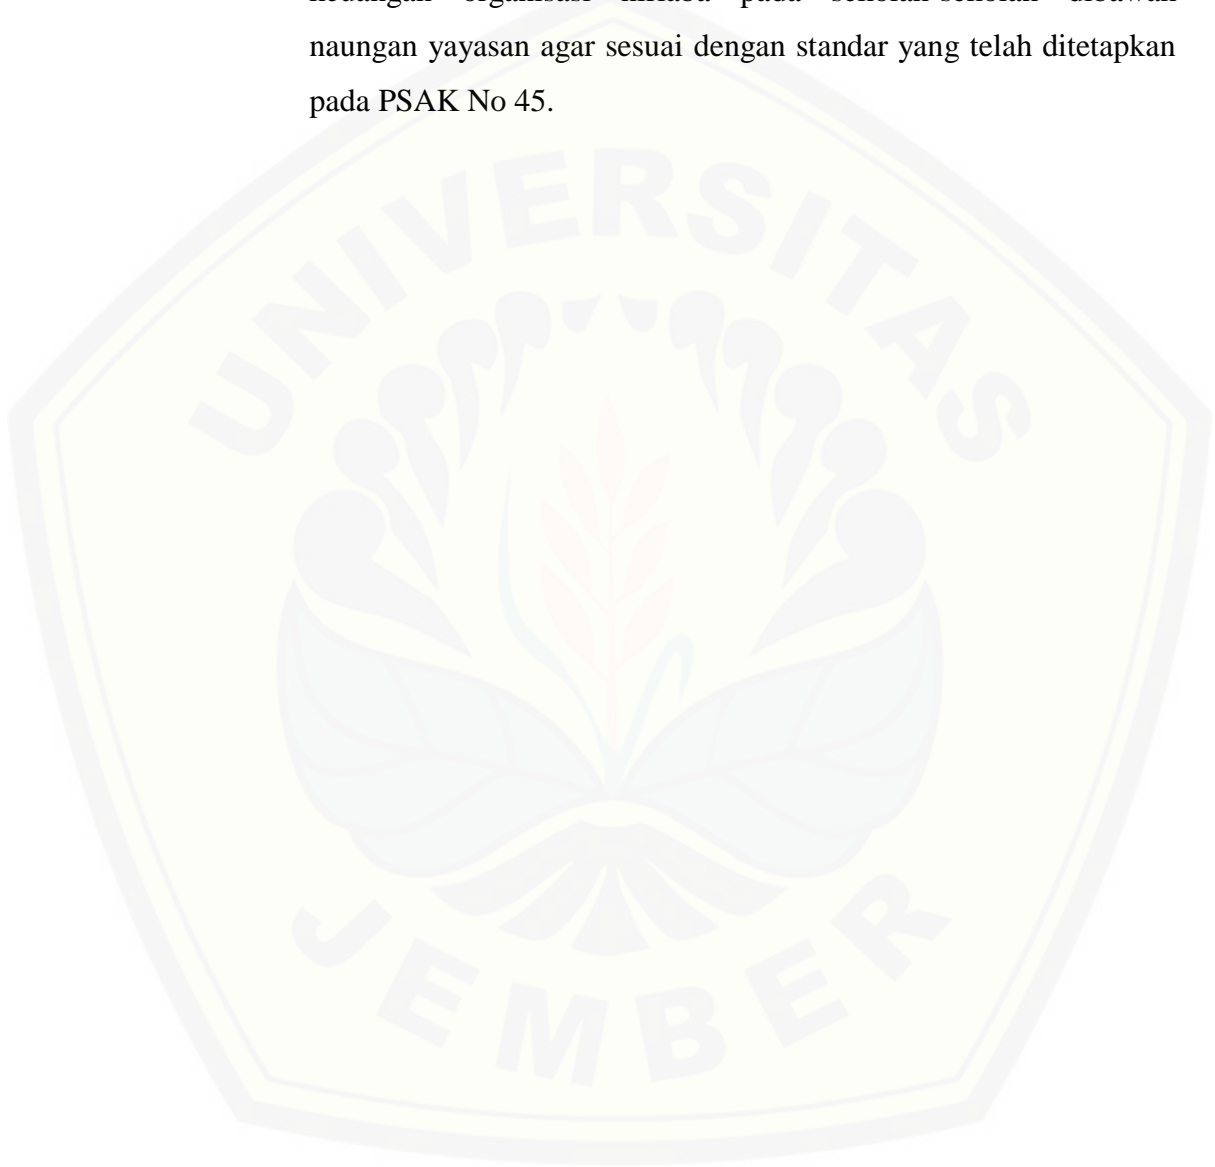 keuangan organisasi nirlaba pada sekolah-sekolah dibawah
naungan yayasan agar sesuai dengan standar yang telah ditetapkan
pada PSAK No 45.
UNIVERSITAS
JEMBER